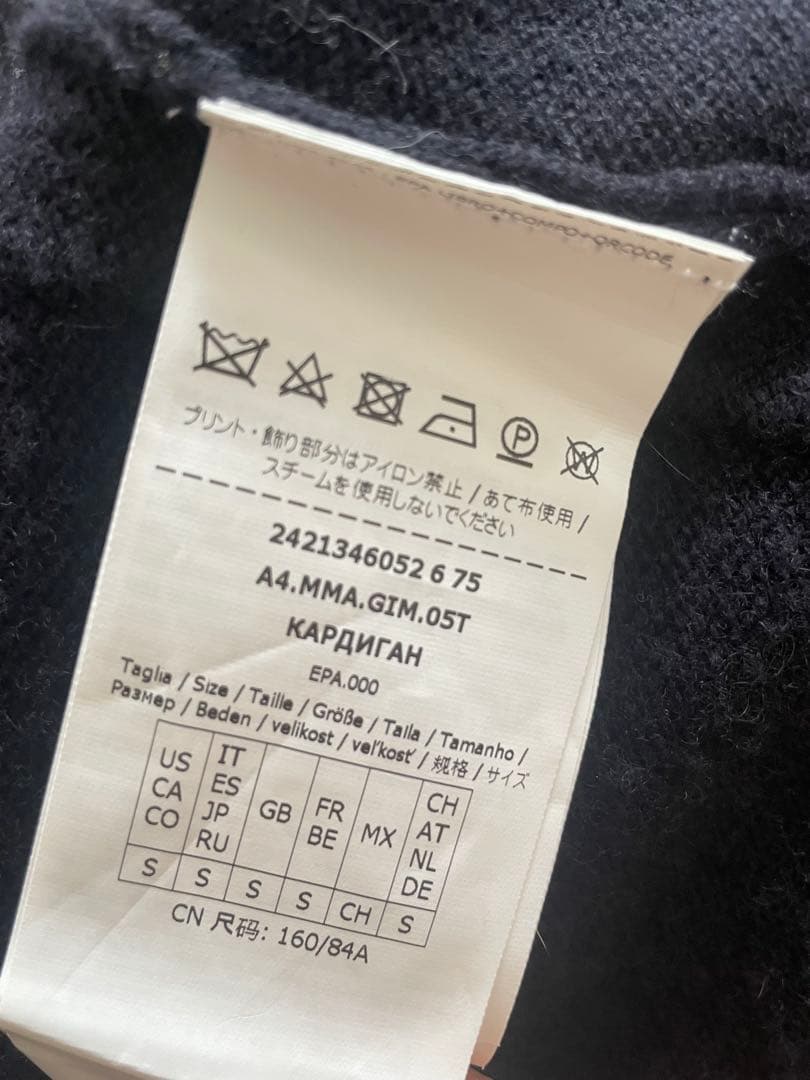 LIBRO+COMPO+QRCODE
P
W
プリント・飾り部分はアイロン禁止 / あて布使用 /
スチームを使用しないでください
2421346052 6 75
A4.MMA.GIM.05T
КАРДИГАН
EPA.000
Taglia / Size / Taille / Größe / Talla / Tamanho /
Размер / Beden / velikost / veľkosť / 规格 / サイズ
US CA CO
IT ES JP RU
GB
FR BE
MX
CH AT NL DE
S S S S CH S
CN 尺码: 160/84A